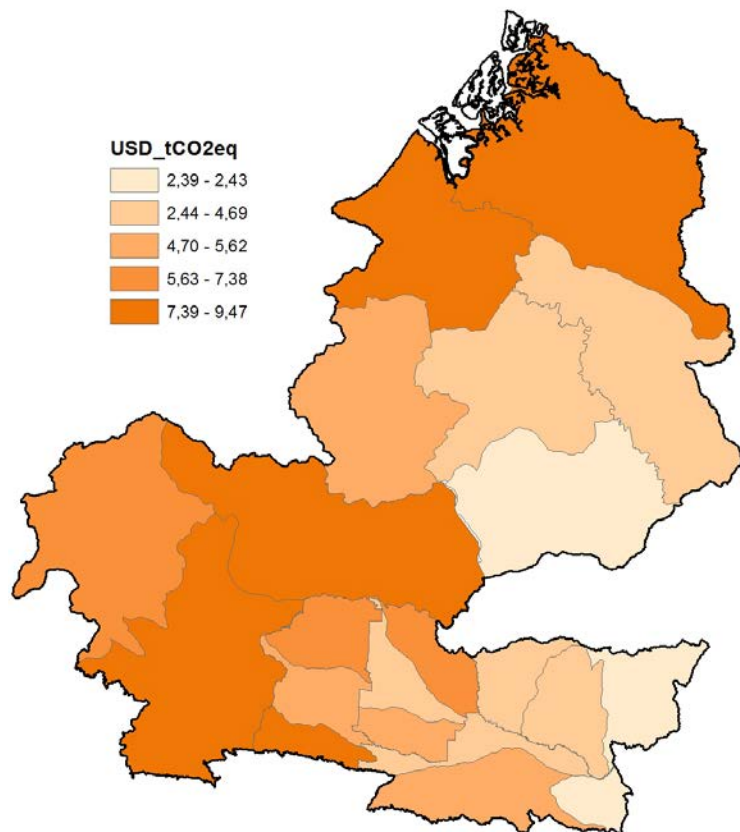 USD_tCO2eq
2,39 - 2,43
2,44 - 4,69
4,70 - 5,62
5,63 - 7,38
7,39 - 9,47